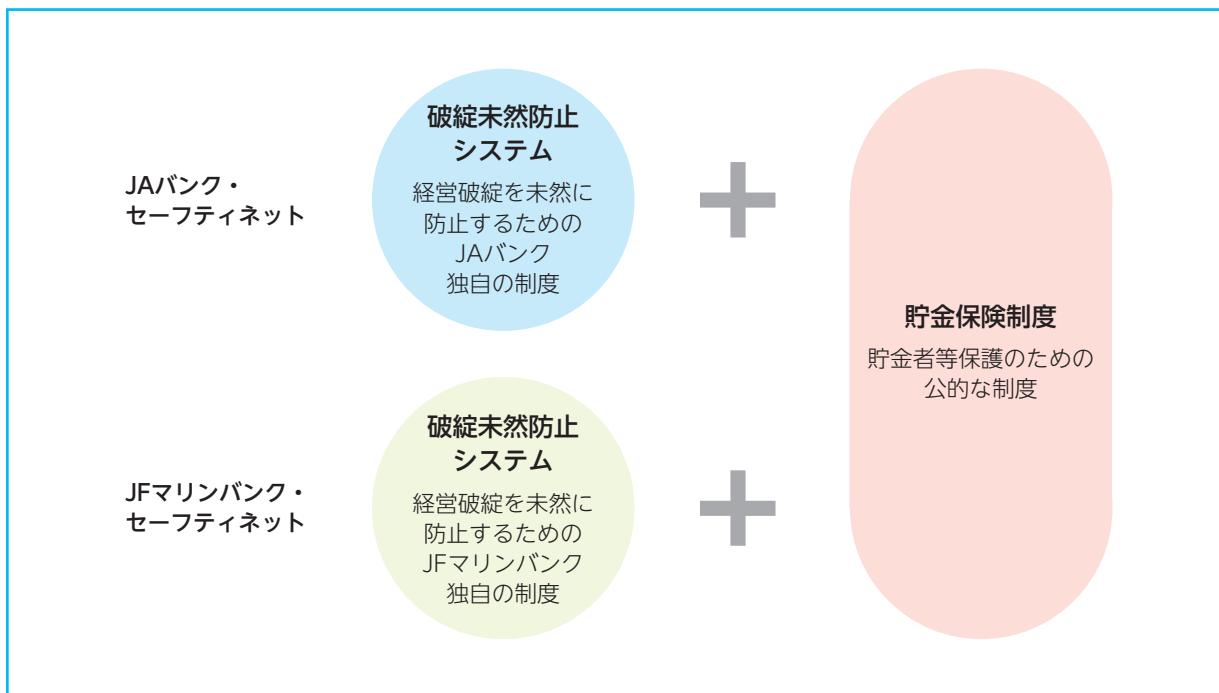 JAバンク・
セーフティネット
破綻未然防止
システム
経営破綻を未然に
防止するための
JAバンク
独自の制度
JFマリンバンク・
セーフティネット
破綻未然防止
システム
経営破綻を未然に
防止するための
JFマリンバンク
独自の制度
貯金保険制度
貯金者等保護のための
公的な制度